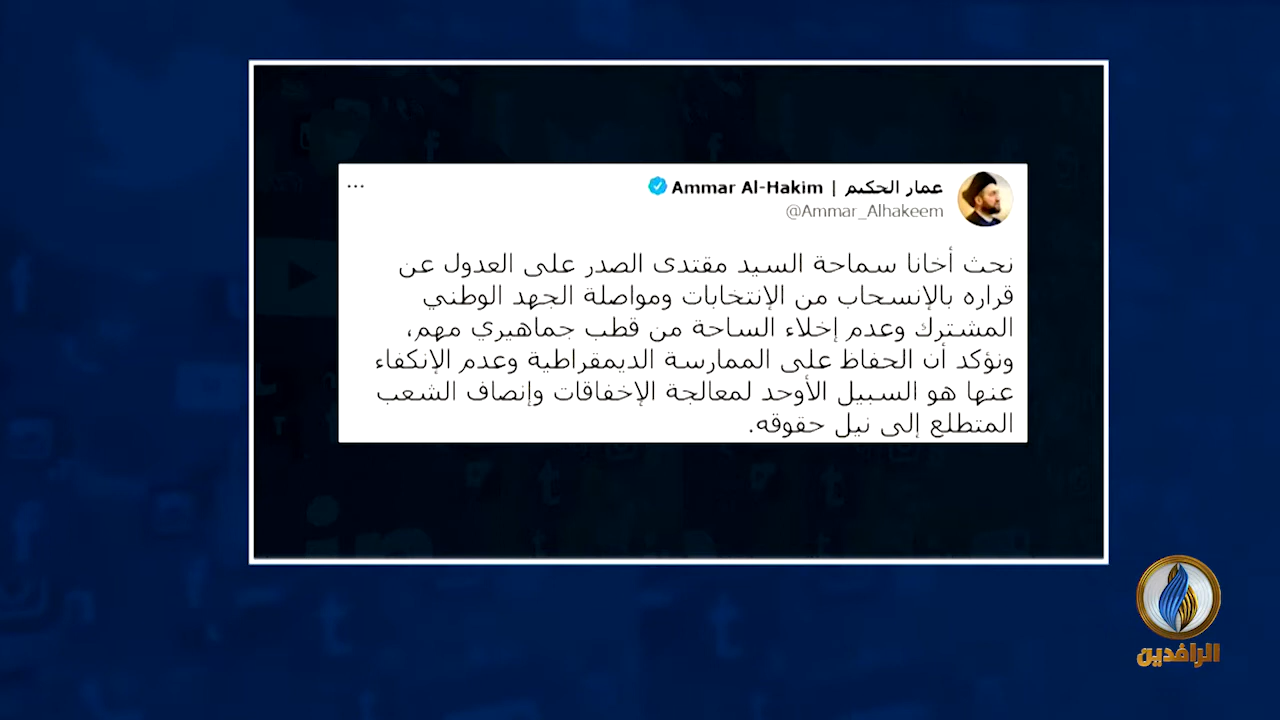 عمار الحكيم | Ammar Al-Hakim
@Ammar_Alhakeem
نحث أخانا سماحة السيد مقتدى الصدر على العدول عن
قراره بالإنسحاب من الإنتخابات ومواصلة الجهد الوطني
المشترك وعدم إخلاء الساحة من قطب جماهيري مهم،
ونؤكد أن الحفاظ على الممارسة الديمقراطية وعدم الإنكفاء
عنها هو السبيل الأوحد لمعالجة الإخفاقات وإنصاف الشعب
المتطلع إلى نيل حقوقه.
الرافدين